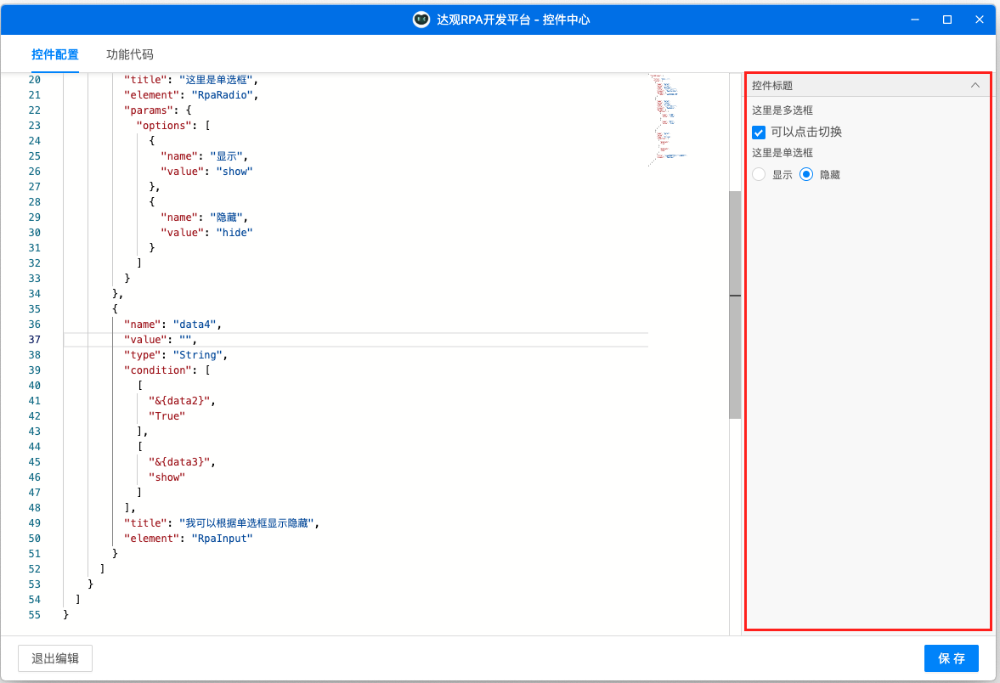 达观RPA开发平台 - 控件中心
控件配置 功能代码
20 "title": "这里是单选框",
21 "element": "RpaRadio",
22 "params": {
23 "options": [
24 {
25 "name": "显示",
26 "value": "show"
27 },
28 {
29 "name": "隐藏",
30 "value": "hide"
31 }
32 ]
33 }
34 },
35 {
36 "name": "data4",
37 "value": "",
38 "type": "String",
39 "condition": [
40 [
41 "&{data2}",
42 "True"
43 ],
44 [
45 "&{data3}",
46 "show"
47 ]
48 ],
49 "title": "我可以根据单选框显示隐藏",
50 "element": "RpaInput"
51 }
52 ]
53 }
54 ]
55 }
控件标题
这里是多选框
可以点击切换
这里是单选框
显示 隐藏
退出编辑 保存